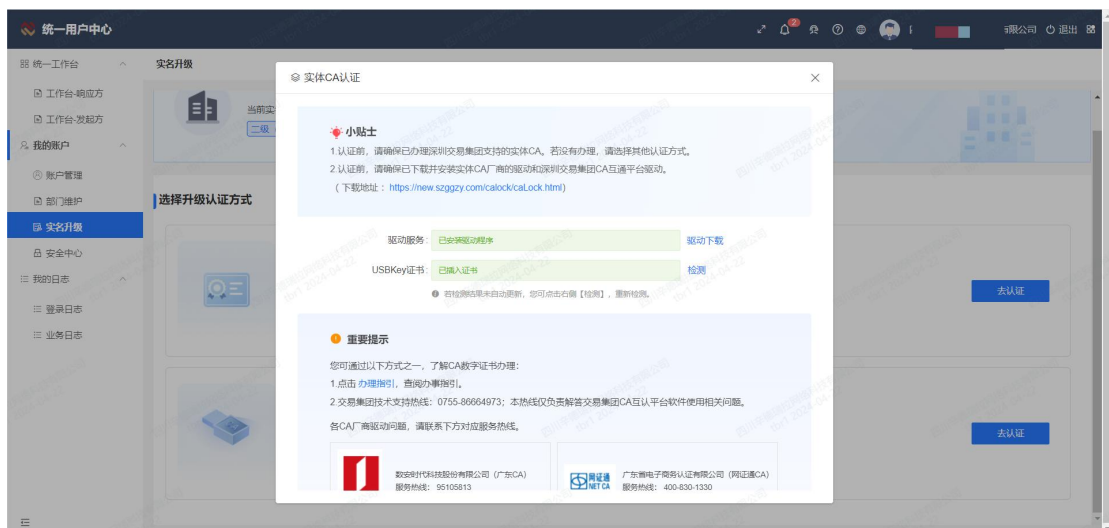 统一用户中心
2
限公司
退出
统一工作台
工作台-响应方
工作台-发起方
我的账户
账户管理
部门维护
实名升级
安全中心
我的日志
登录日志
业务日志
实名升级
当前实
二级
选择升级认证方式
去认证
去认证
实体CA认证
小贴士
1.认证前，请确保已办理深圳交易集团支持的实体CA。若没有办理，请选择其他认证方式。
2.认证前，请确保已下载并安装实体CA厂商的驱动和深圳交易集团CA互通平台驱动。
（下载地址：https://new.szggzy.com/calock/caLock.html）
驱动服务： 已安装驱动程序 驱动下载
USBKey证书： 已插入证书 检测
若检测结果未自动更新，您可点击右侧【检测】，重新检测。
重要提示
您可通过以下方式之一，了解CA数字证书办理：
1.点击 办理指引，查阅办事指引。
2.交易集团技术支持热线：0755-86664973；本热线仅负责解答交易集团CA互认平台软件使用相关问题。
各CA厂商驱动问题，请联系下方对应服务热线。
数安时代科技股份有限公司（广东CA）
服务热线： 95105813
网证通
NETCA
广东省电子商务认证有限公司（网证通CA）
服务热线： 400-830-1330